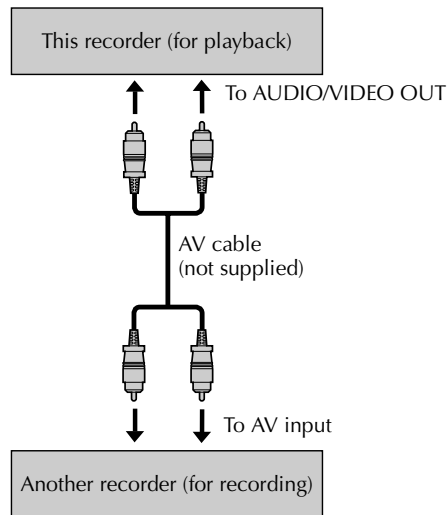 This recorder (for playback)
To AUDIO/VIDEO OUT
AV cable
(not supplied)
To AV input
Another recorder (for recording)